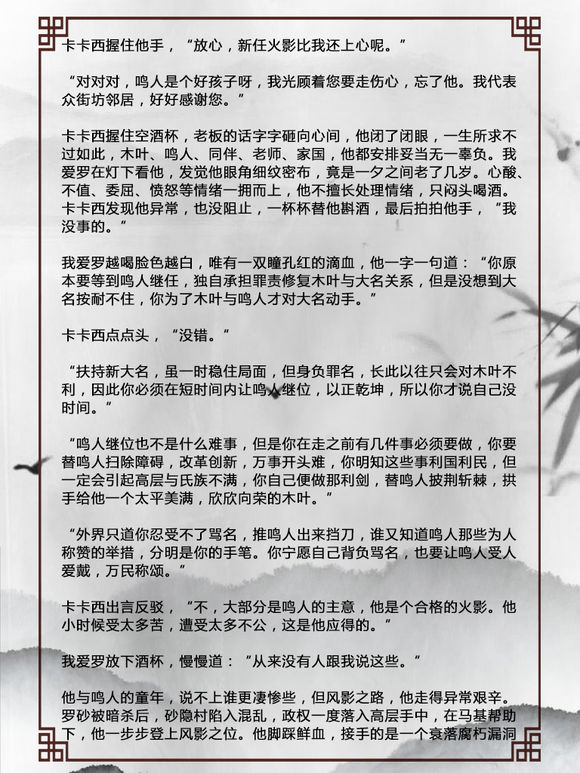 卡卡西握住他手，“放心，新任火影比我还上心呢。”
“对对对，鸣人是个好孩子呀，我光顾着您要走伤心，忘了他。我代表
众街坊邻居，好好感谢您。”
卡卡西握住空酒杯，老板的话字字砸向心间，他闭了闭眼，一生所求不
过如此，木叶、鸣人、同伴、老师、家国，他都安排妥当无一辜负。我
爱罗在灯下看他，发觉他眼角细纹密布，竟是一夕之间老了几岁。心酸、
不值、委屈、愤怒等情绪一拥而上，他不擅长处理情绪，只闷头喝酒。
卡卡西发现他异常，也没阻止，一杯杯替他斟酒，最后拍拍他手，“我
没事的。”
我爱罗越喝脸色越白，唯有一双瞳孔红的滴血，他一字一句道：“你原
本要等到鸣人继任，独自承担罪责修复木叶与大名关系，但是没想到大
名按耐不住，你为了木叶与鸣人才对大名动手。”
卡卡西点点头，“没错。”
“扶持新大名，虽一时稳住局面，但身负罪名，长此以往只会对木叶不
利，因此你必须在短时间内让鸣人继位，以正乾坤，所以你才说自己没
时间。”
“鸣人继位也不是什么难事，但是你在走之前有几件事必须要做，你要
替鸣人扫除障碍，改革创新，万事开头难，你明知这些事利国利民，但
一定会引起高层与氏族不满，你自己便做那利剑，替鸣人披荆斩棘，拱
手给他一个太平美满，欣欣向荣的木叶。”
“外界只道你忍受不了骂名，推鸣人出来挡刀，谁又知道鸣人那些为人
称赞的举措，分明是你的手笔。你宁愿自己背负骂名，也要让鸣人受人
爱戴，万民称颂。”
卡卡西出言反驳，“不，大部分是鸣人的主意，他是个合格的火影。他
小时候受太多苦，遭受太多不公，这是他应得的。”
我爱罗放下酒杯，慢慢道：“从来没有人跟我说这些。”
他与鸣人的童年，说不上谁更凄惨些，但风影之路，他走得异常艰辛。
罗砂被暗杀后，砂隐村陷入混乱，政权一度落入高层手中，在马基帮助
下，他一步步登上风影之位。他脚踩鲜血，接手的是一个衰落腐朽漏洞